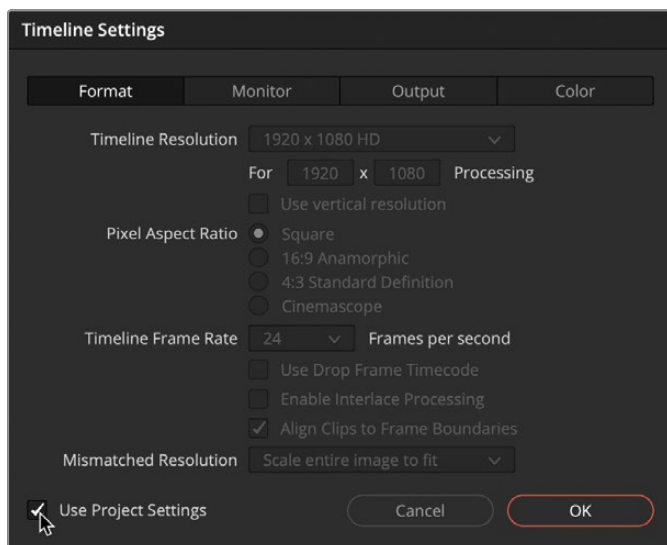 Timeline Settings
Format Monitor Output Color
Timeline Resolution 1920 x 1080 HD
For 1920 x 1080 Processing
Use vertical resolution
Pixel Aspect Ratio Square
16:9 Anamorphic
4:3 Standard Definition
Cinemascope
Timeline Frame Rate 24 Frames per second
Use Drop Frame Timecode
Enable Interlace Processing
Align Clips to Frame Boundaries
Mismatched Resolution Scale entire image to fit
Use Project Settings Cancel OK